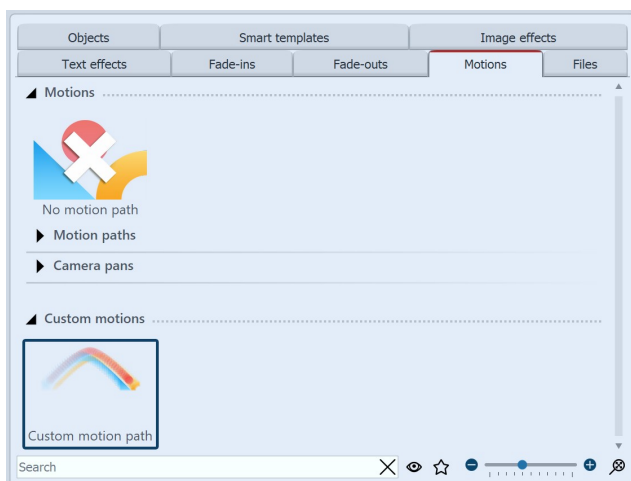 Objects Smart templates Image effects
Text effects Fade-ins Fade-outs Motions Files
Motions
No motion path
Motion paths
Camera pans
Custom motions
Custom motion path
Search